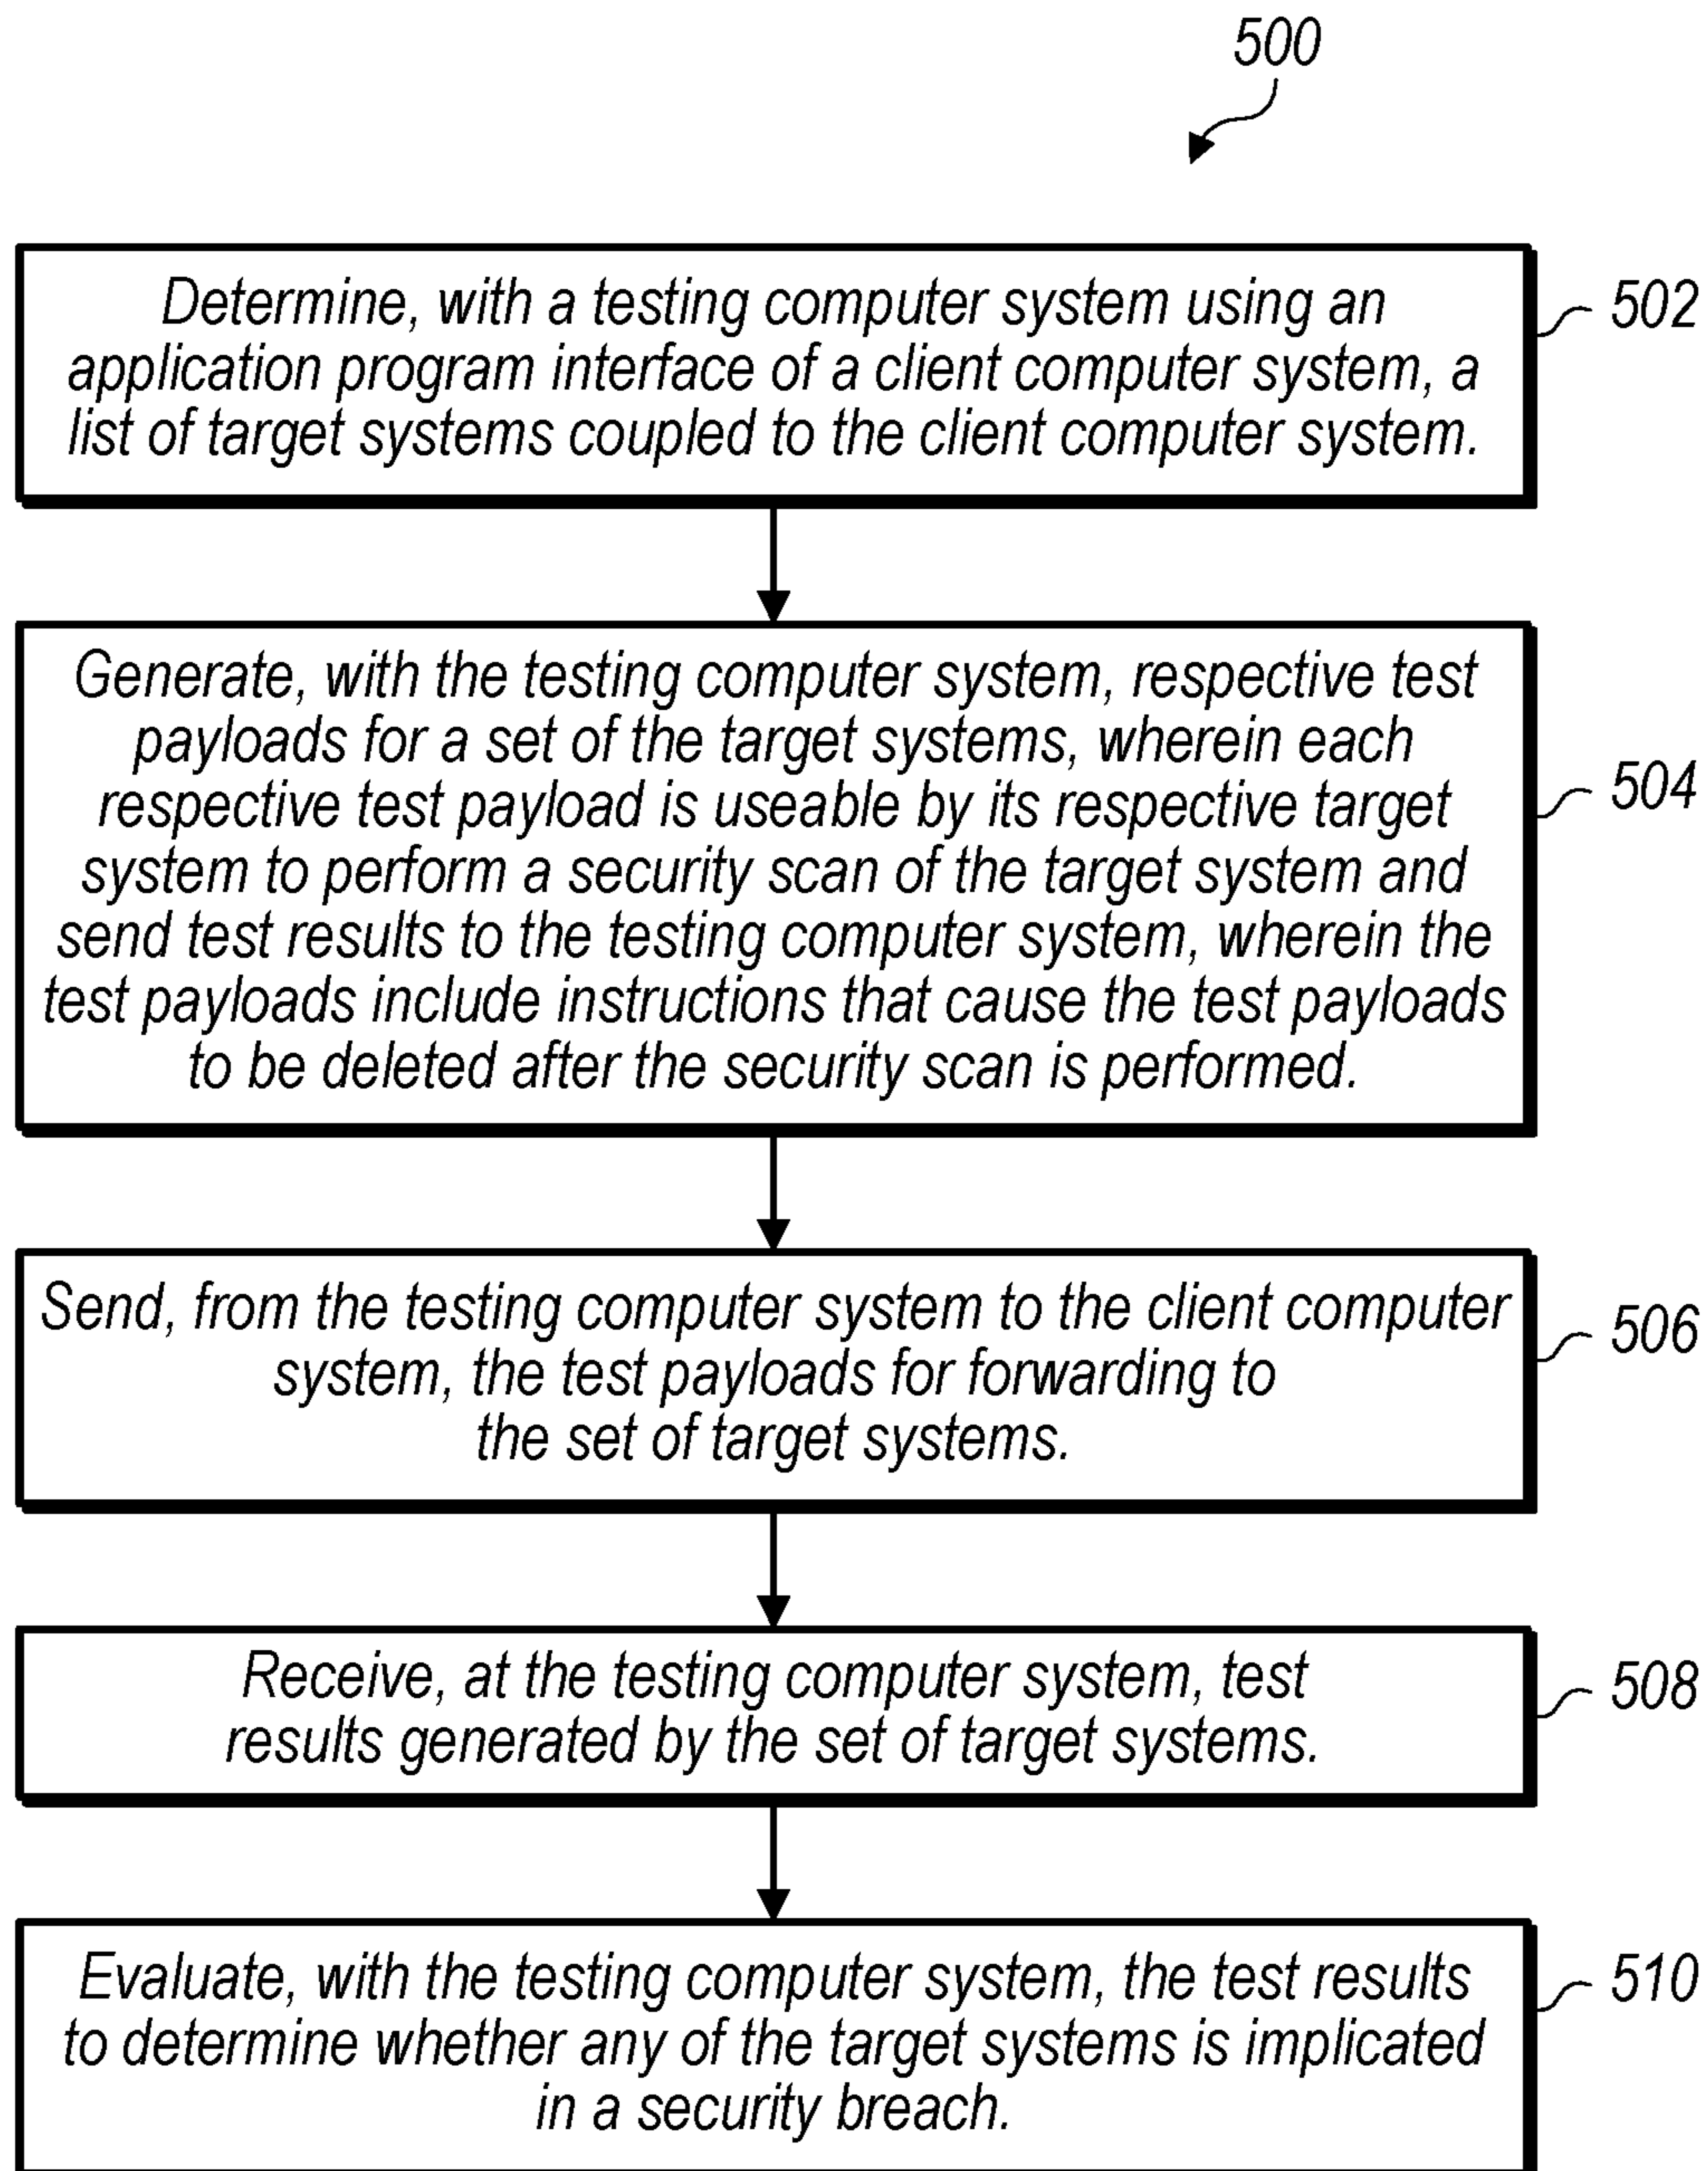 500
Determine, with a testing computer system using an
application program interface of a client computer system, a
list of target systems coupled to the client computer system.
502
Generate, with the testing computer system, respective test
payloads for a set of the target systems, wherein each
respective test payload is useable by its respective target
system to perform a security scan of the target system and
send test results to the testing computer system, wherein the
test payloads include instructions that cause the test payloads
to be deleted after the security scan is performed.
504
Send, from the testing computer system to the client computer
system, the test payloads for forwarding to
the set of target systems.
506
Receive, at the testing computer system, test
results generated by the set of target systems.
508
Evaluate, with the testing computer system, the test results
to determine whether any of the target systems is implicated
in a security breach.
510